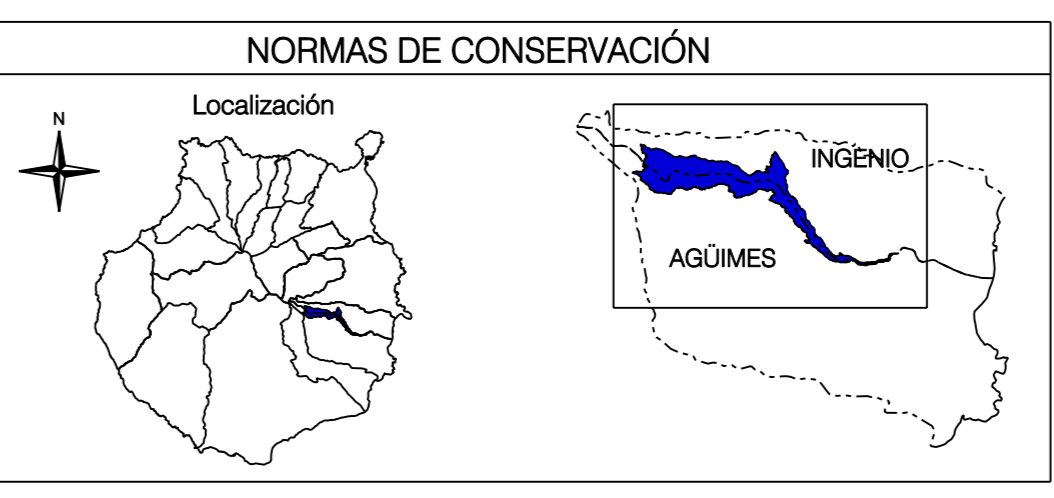 NORMAS DE CONSERVACIÓN
Localización
N
INGENIO
AGÜIMES